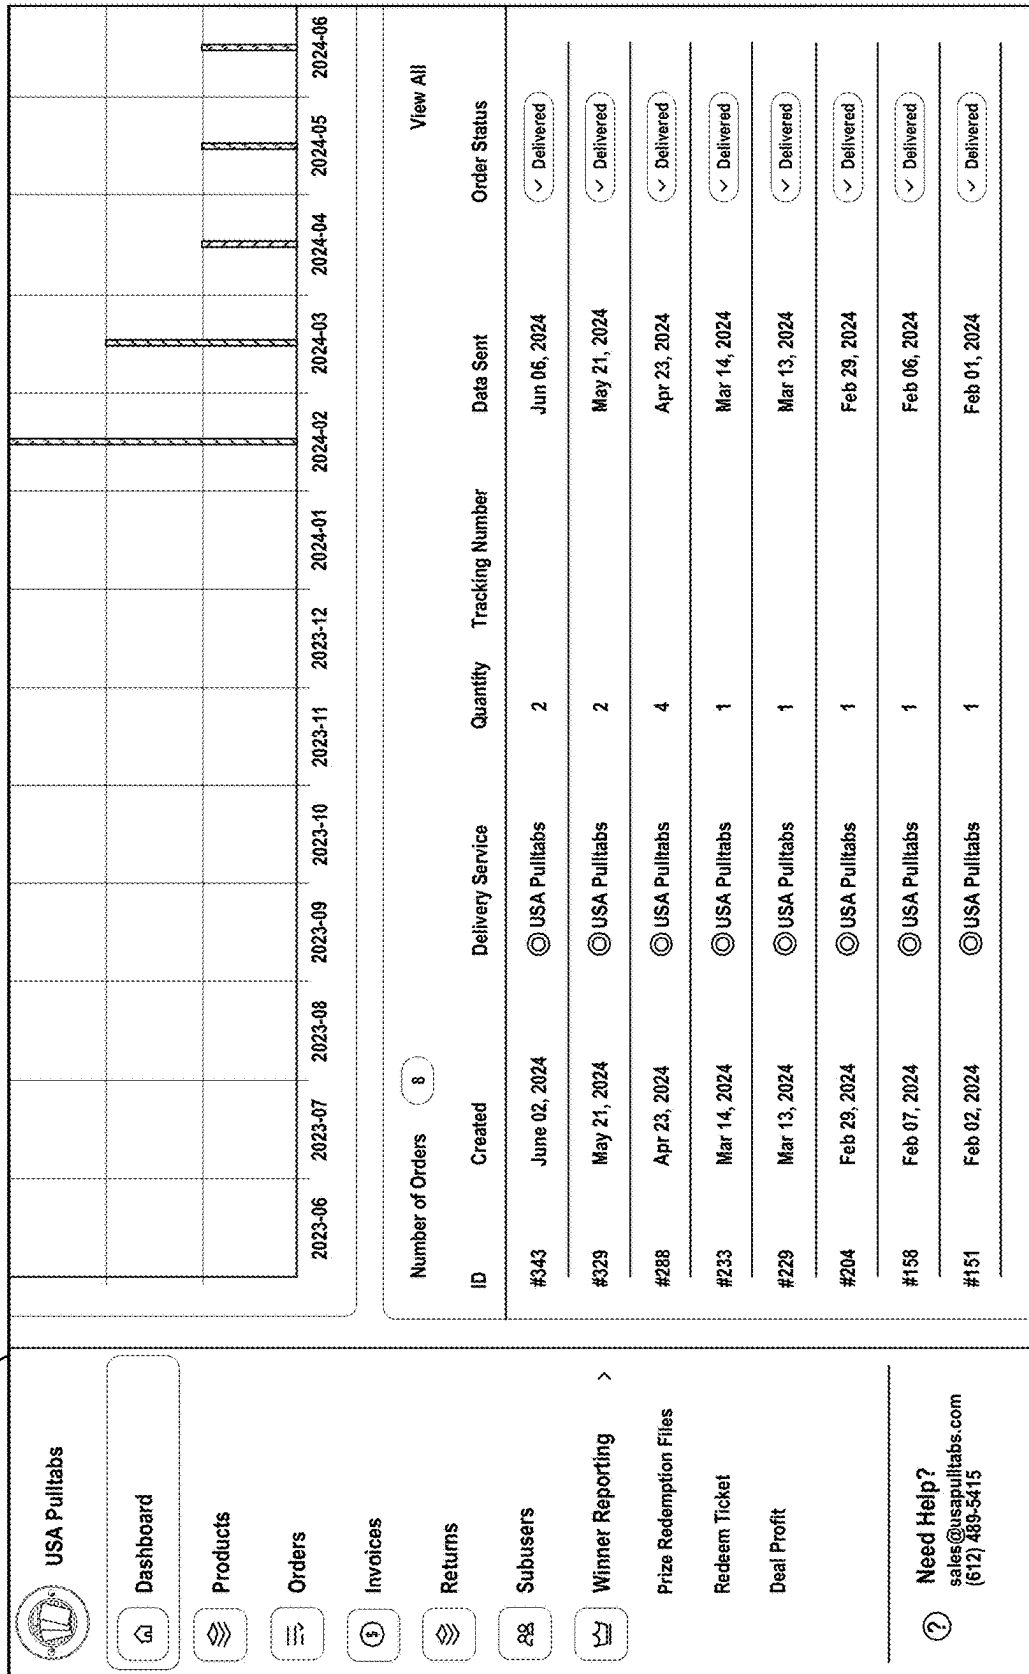 USA Pulltabs
Dashboard
Products
Orders
Invoices
Returns
Subusers
Winner Reporting >
Prize Redemption Files
Redeem Ticket
Deal Profit
? Need Help?
sales@usapulltabs.com
(612) 489-5415
2023-06 2023-07 2023-08 2023-09 2023-10 2023-11 2023-12 2024-01 2024-02 2024-03 2024-04 2024-05 2024-06
Number of Orders 8 View All
ID Created Delivery Service Quantity Tracking Number Data Sent Order Status
#343 June 02, 2024 USA Pulltabs 2 Jun 06, 2024 ✓ Delivered
#329 May 21, 2024 USA Pulltabs 2 May 21, 2024 ✓ Delivered
#288 Apr 23, 2024 USA Pulltabs 4 Apr 23, 2024 ✓ Delivered
#233 Mar 14, 2024 USA Pulltabs 1 Mar 14, 2024 ✓ Delivered
#229 Mar 13, 2024 USA Pulltabs 1 Mar 13, 2024 ✓ Delivered
#204 Feb 29, 2024 USA Pulltabs 1 Feb 29, 2024 ✓ Delivered
#158 Feb 07, 2024 USA Pulltabs 1 Feb 06, 2024 ✓ Delivered
#151 Feb 02, 2024 USA Pulltabs 1 Feb 01, 2024 ✓ Delivered